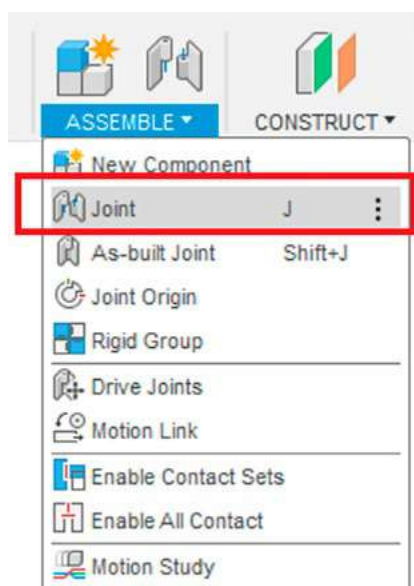 ASSEMBLE CONSTRUCT
New Component
Joint J
As-built Joint Shift+J
Joint Origin
Rigid Group
Drive Joints
Motion Link
Enable Contact Sets
Enable All Contact
Motion Study